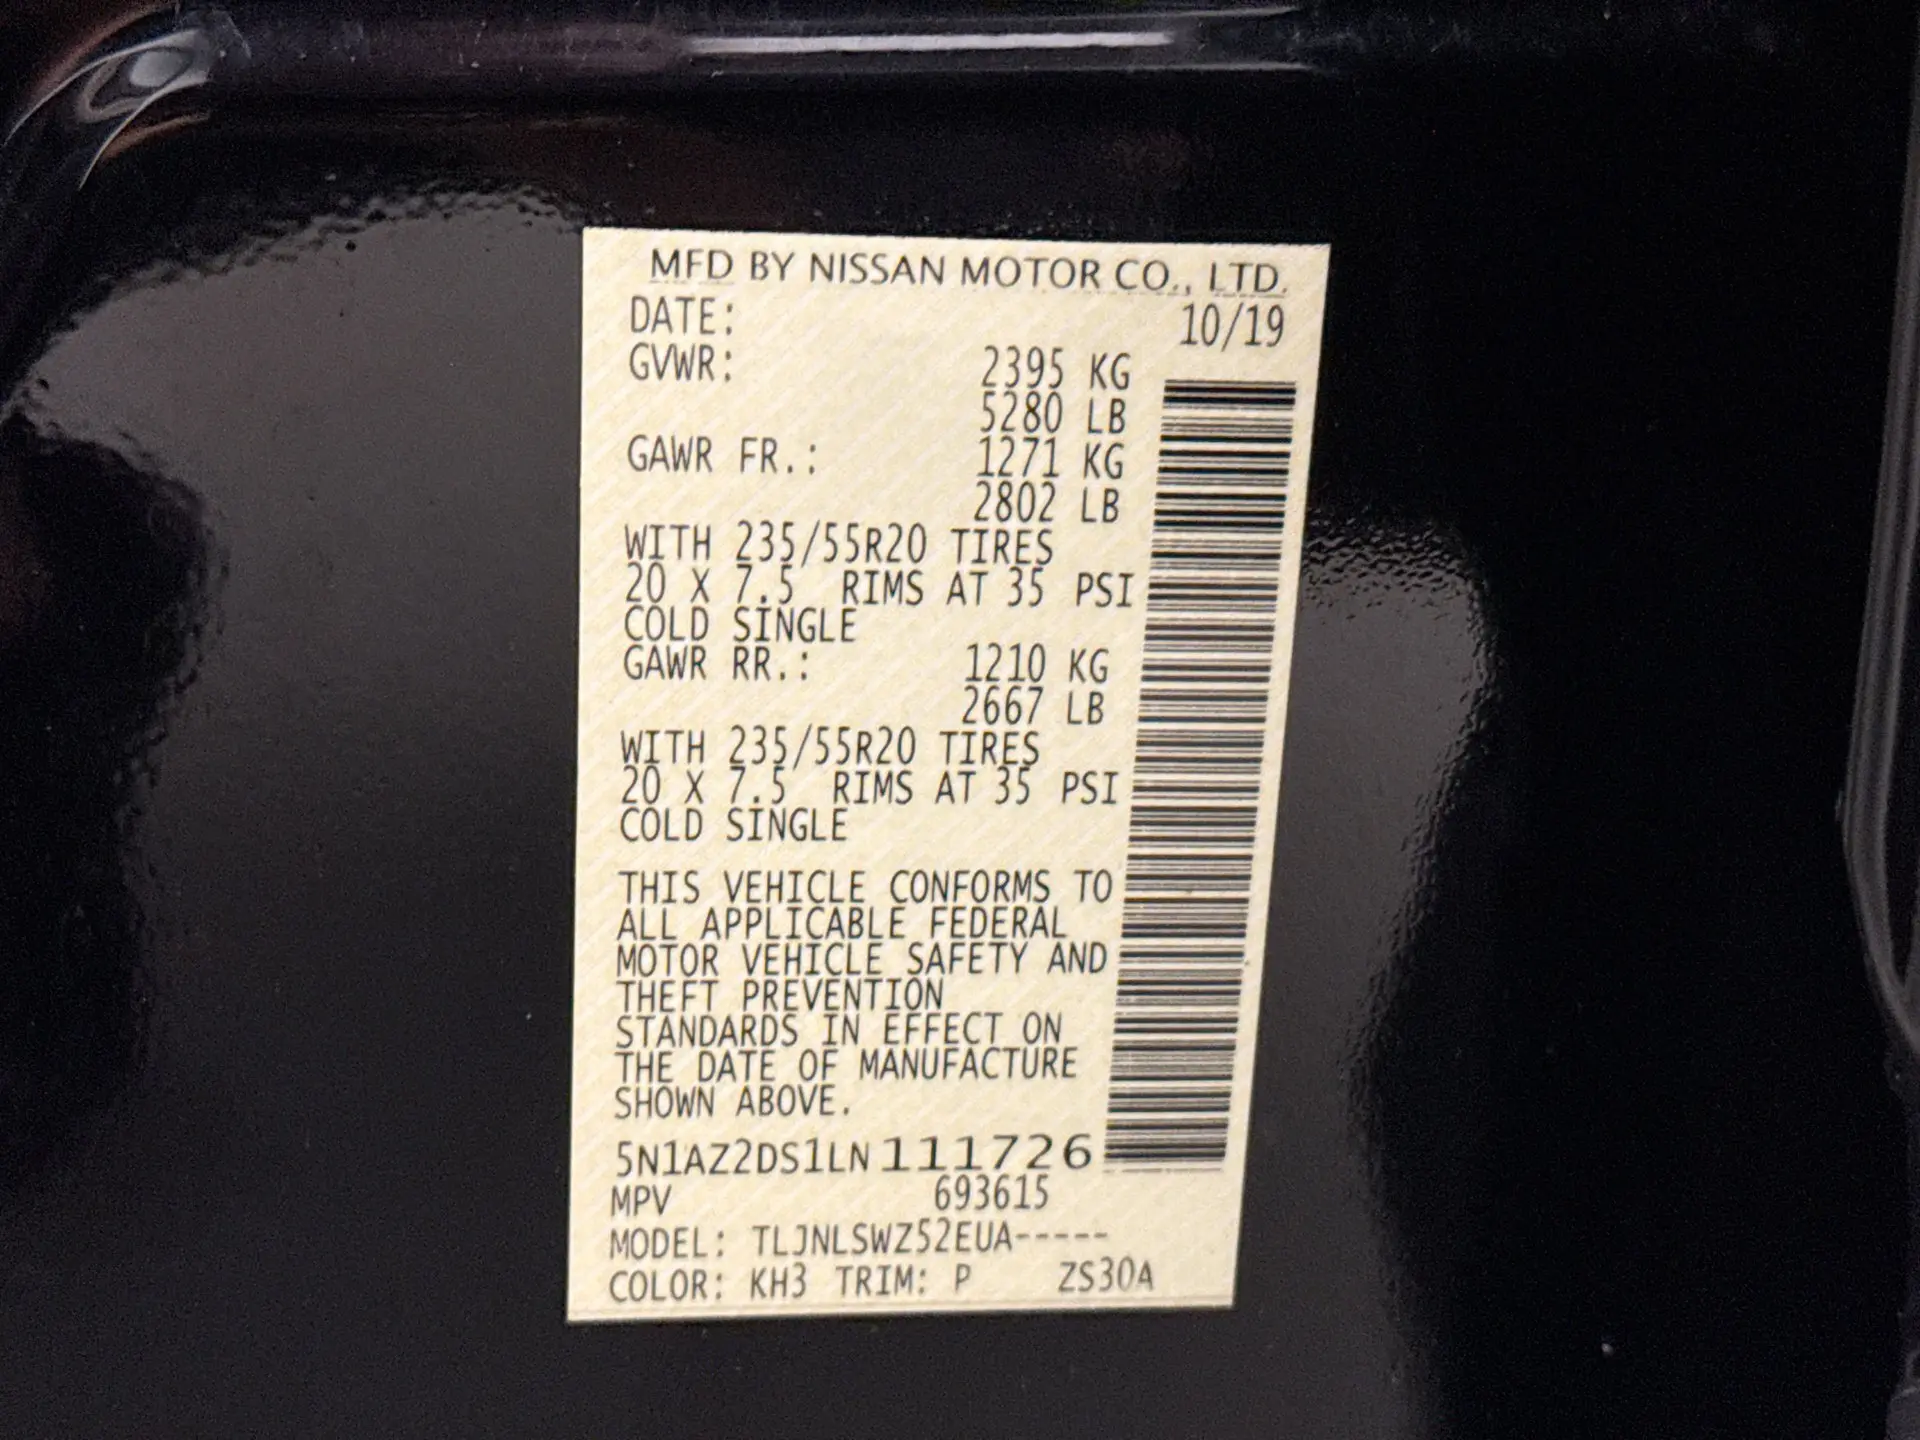 MFD BY NISSAN MOTOR CO., LTD.
DATE: 10/19
GVWR: 2395 KG
5280 LB
GAWR FR.: 1271 KG
2802 LB
WITH 235/55R20 TIRES
20 X 7.5 RIMS AT 35 PSI
COLD SINGLE
GAWR RR.: 1210 KG
2667 LB
WITH 235/55R20 TIRES
20 X 7.5 RIMS AT 35 PSI
COLD SINGLE
THIS VEHICLE CONFORMS TO
ALL APPLICABLE FEDERAL
MOTOR VEHICLE SAFETY AND
THEFT PREVENTION
STANDARDS IN EFFECT ON
THE DATE OF MANUFACTURE
SHOWN ABOVE.
5N1AZ2DS1LN111726
MPV 693615
MODEL: TLJNLSWZ52EUA-----
COLOR: KH3 TRIM: P ZS30A